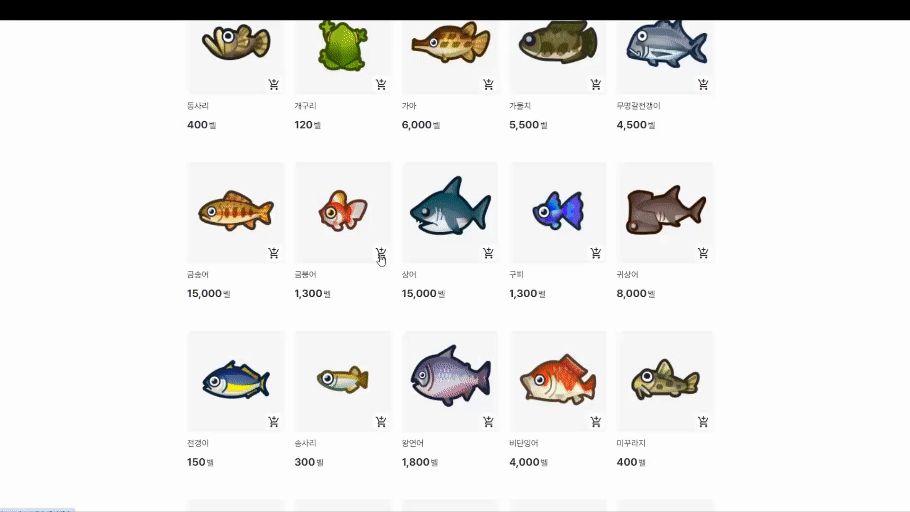 동사리 개구리 가아 가물치 무명갈전갱이
400벨 120벨 6,000벨 5,500벨 4,500벨
금송어 금붕어 상어 구피 귀상어
15,000벨 1,300벨 15,000벨 1,300벨 8,000벨
전갱이 송사리 왕연어 비단잉어 미꾸라지
150벨 300벨 1,800벨 4,000벨 400벨